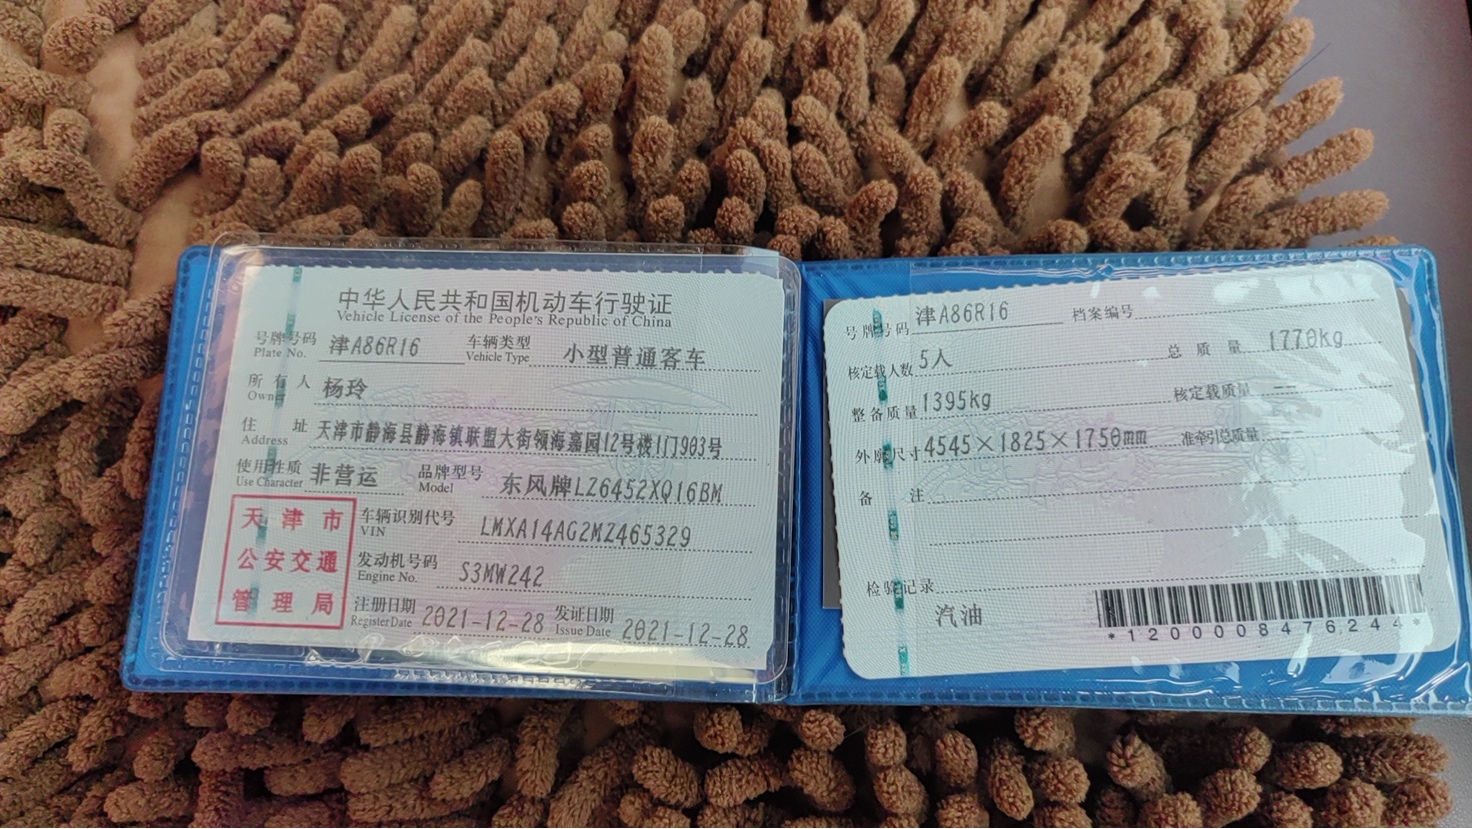 中华人民共和国机动车行驶证
Vehicle License of the People's Republic of China
号牌号码 津A86R16 车辆类型 小型普通客车
Plate No. Vehicle Type
所有人 杨玲
Owner
住址 天津市静海县静海镇联盟大街领海嘉园12号楼1门903号
Address
使用性质 非营运 品牌型号 东风牌LZ6452XQ16BM
Use Character Model
天津市
公安交通
管理局
车辆识别代号 LMXA14AG2MZ465329
VIN
发动机号码 S3MW242
Engine No.
注册日期 2021-12-28 发证日期 2021-12-28
Register Date Issue Date
号牌号码 津A86R16 档案编号
核定载人数 5人 总质量 1770kg
整备质量 1395kg 核定载质量 --
外廓尺寸 4545×1825×1750mm 准牵引总质量 --
备注
检验记录
汽油
*1200008476244*